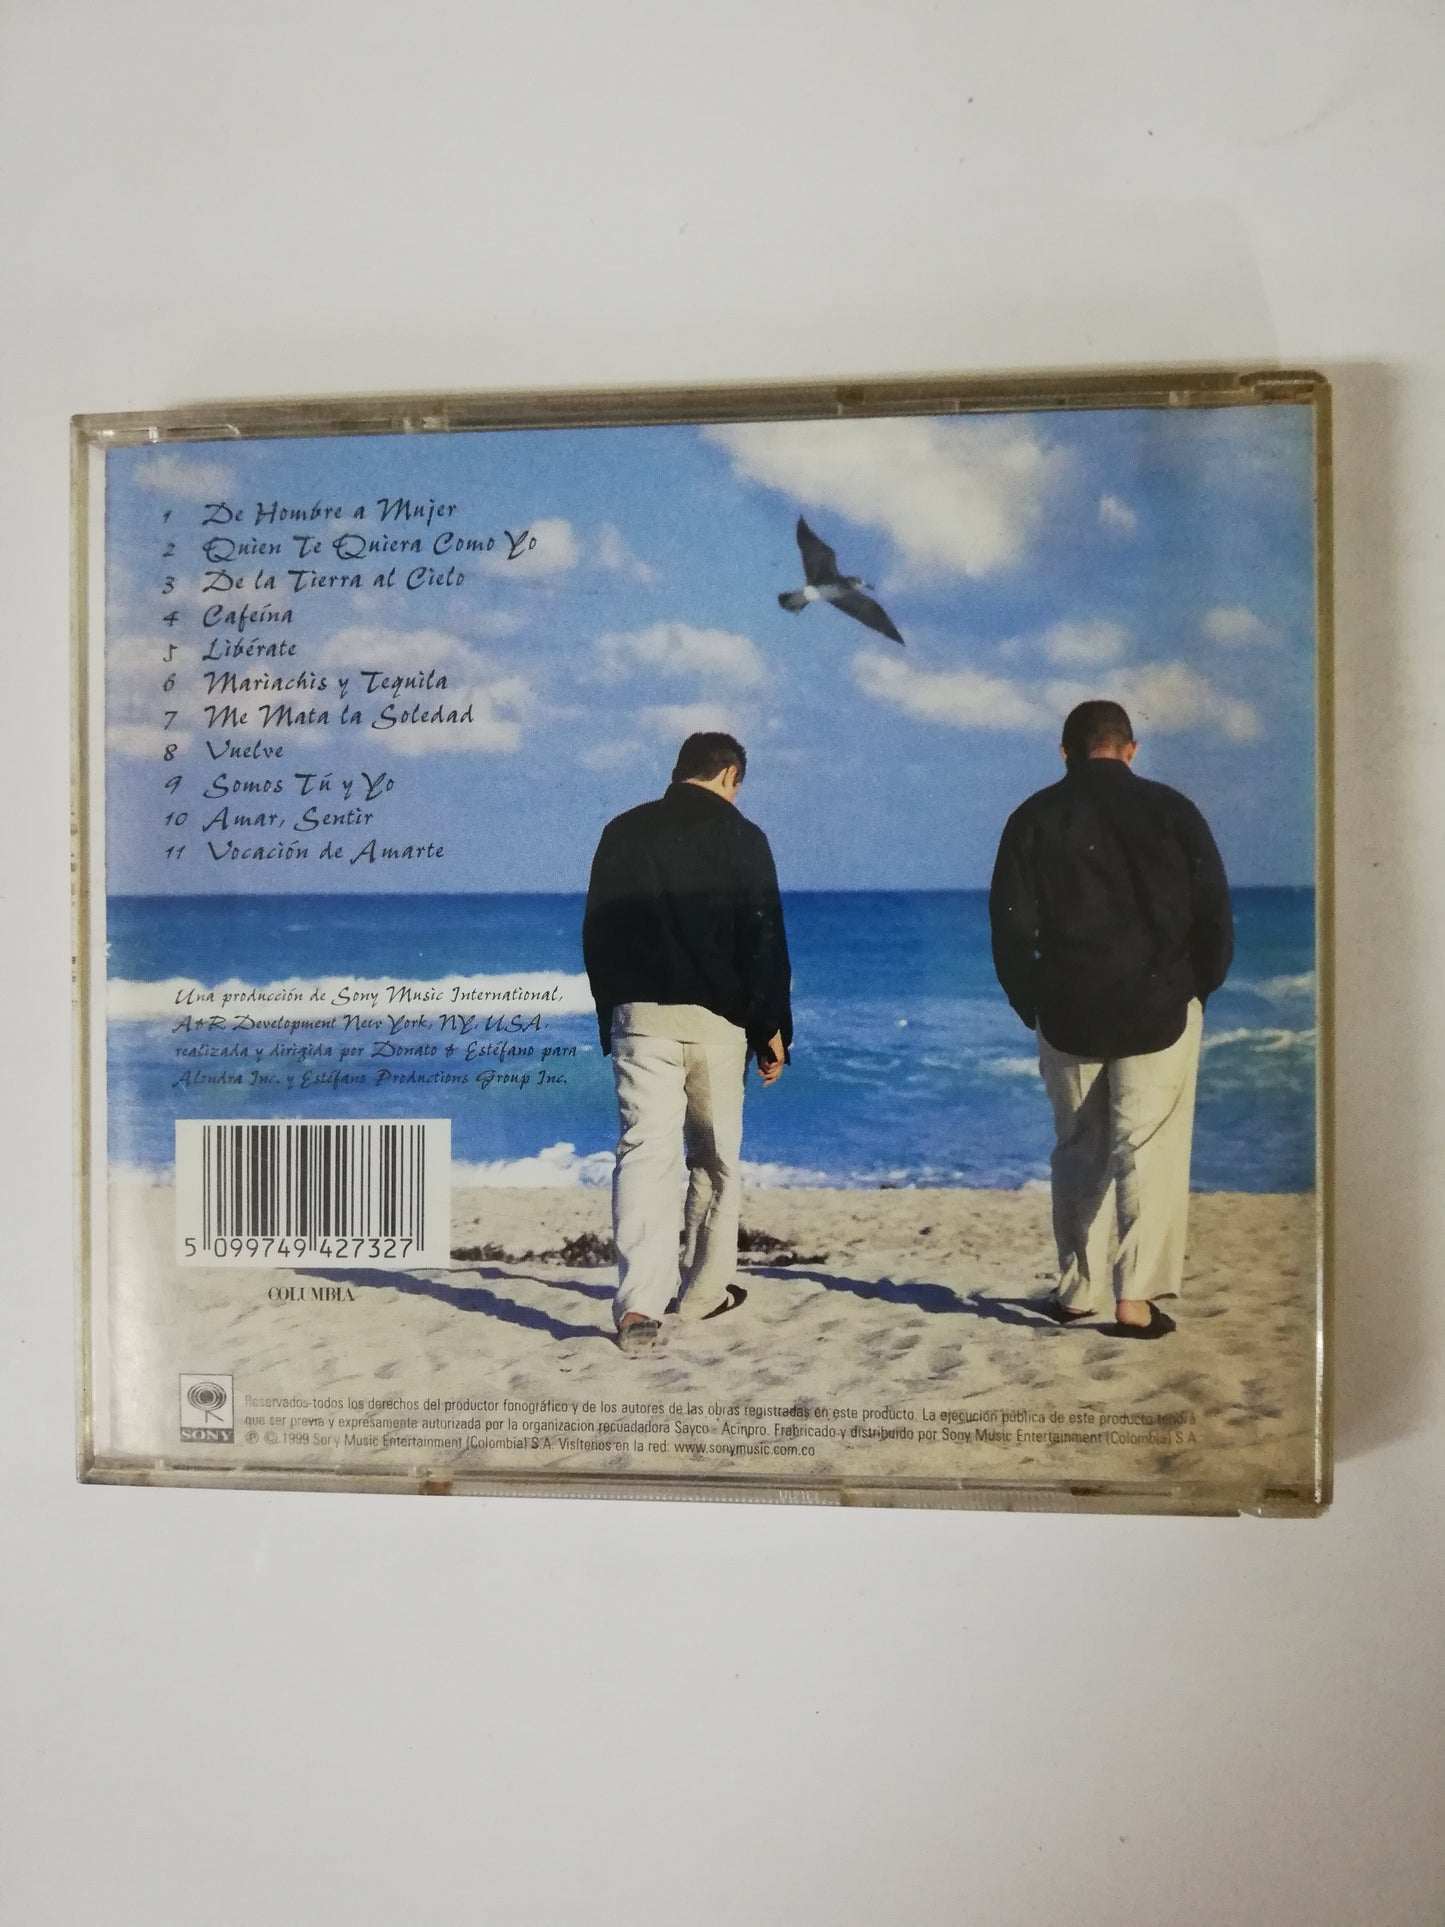 1 De Hombre a Mujer
2 Quien Te Quiera Como Yo
3 De la Tierra al Cielo
4 Cafeína
5 Libérate
6 Mariachis y Tequila
7 Me Mata la Soledad
8 Vuelve
9 Somos Tú y Yo
10 Amar, Sentir
11 Vocación de Amarte
Una producción de Sony Music International,
A&R Development New York, NY, USA,
realizada y dirigida por Donato & Estéfano para
Alondra Inc. y Estéfano Productions Group Inc.
5 099749 427327
COLUMBIA
SONY
Reservados todos los derechos del productor fonográfico y de los autores de las obras registradas en este producto. La ejecución pública de este producto tendrá
que ser previa y expresamente autorizada por la organizacion recuadadora Sayco - Acinpro. Frabricado y distribuido por Sony Music Entertainment (Colombia) S.A.
℗ © 1999 Sony Music Entertainment (Colombia) S.A. Visítenos en la red: www.sonymusic.com.co